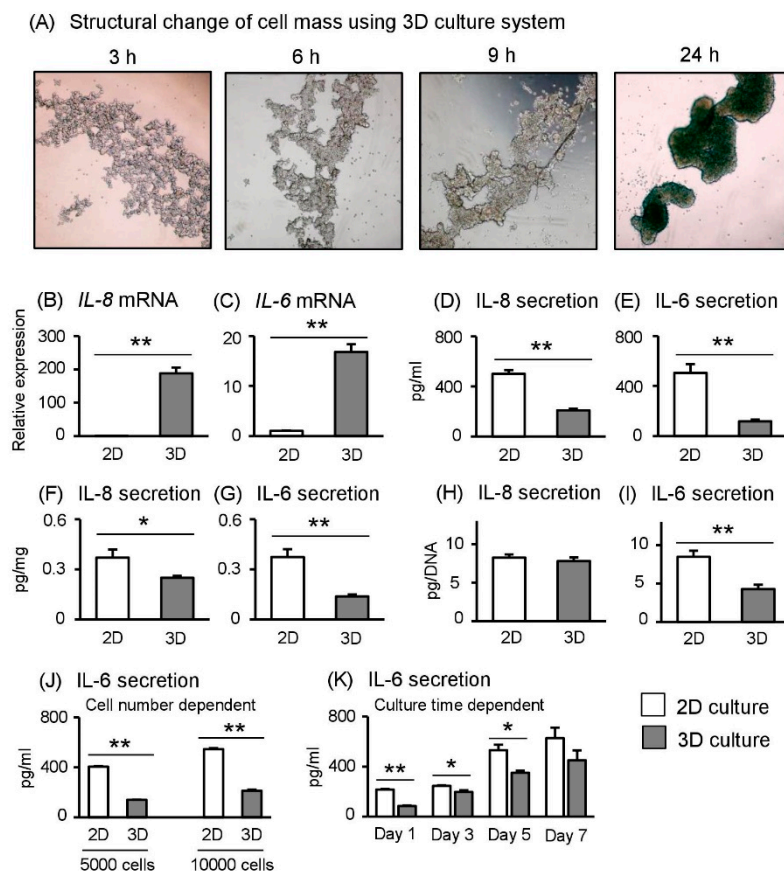 (A) Structural change of cell mass using 3D culture system
3 h 6 h 9 h 24 h
(B) IL-8 mRNA
Relative expression
300
200
100
0
**
2D 3D
(C) IL-6 mRNA
20
10
0
**
2D 3D
(D) IL-8 secretion
pg/ml
800
400
0
**
2D 3D
(E) IL-6 secretion
800
400
0
**
2D 3D
(F) IL-8 secretion
pg/mg
0.6
0.3
0
*
2D 3D
(G) IL-6 secretion
0.6
0.3
0
**
2D 3D
(H) IL-8 secretion
pg/DNA
10
5
0
2D 3D
(I) IL-6 secretion
10
5
0
**
2D 3D
(J) IL-6 secretion
Cell number dependent
pg/ml
800
400
0
** **
2D 3D 2D 3D
5000 cells 10000 cells
(K) IL-6 secretion
Culture time dependent
pg/ml
800
400
0
** * *
Day 1 Day 3 Day 5 Day 7
2D culture
3D culture